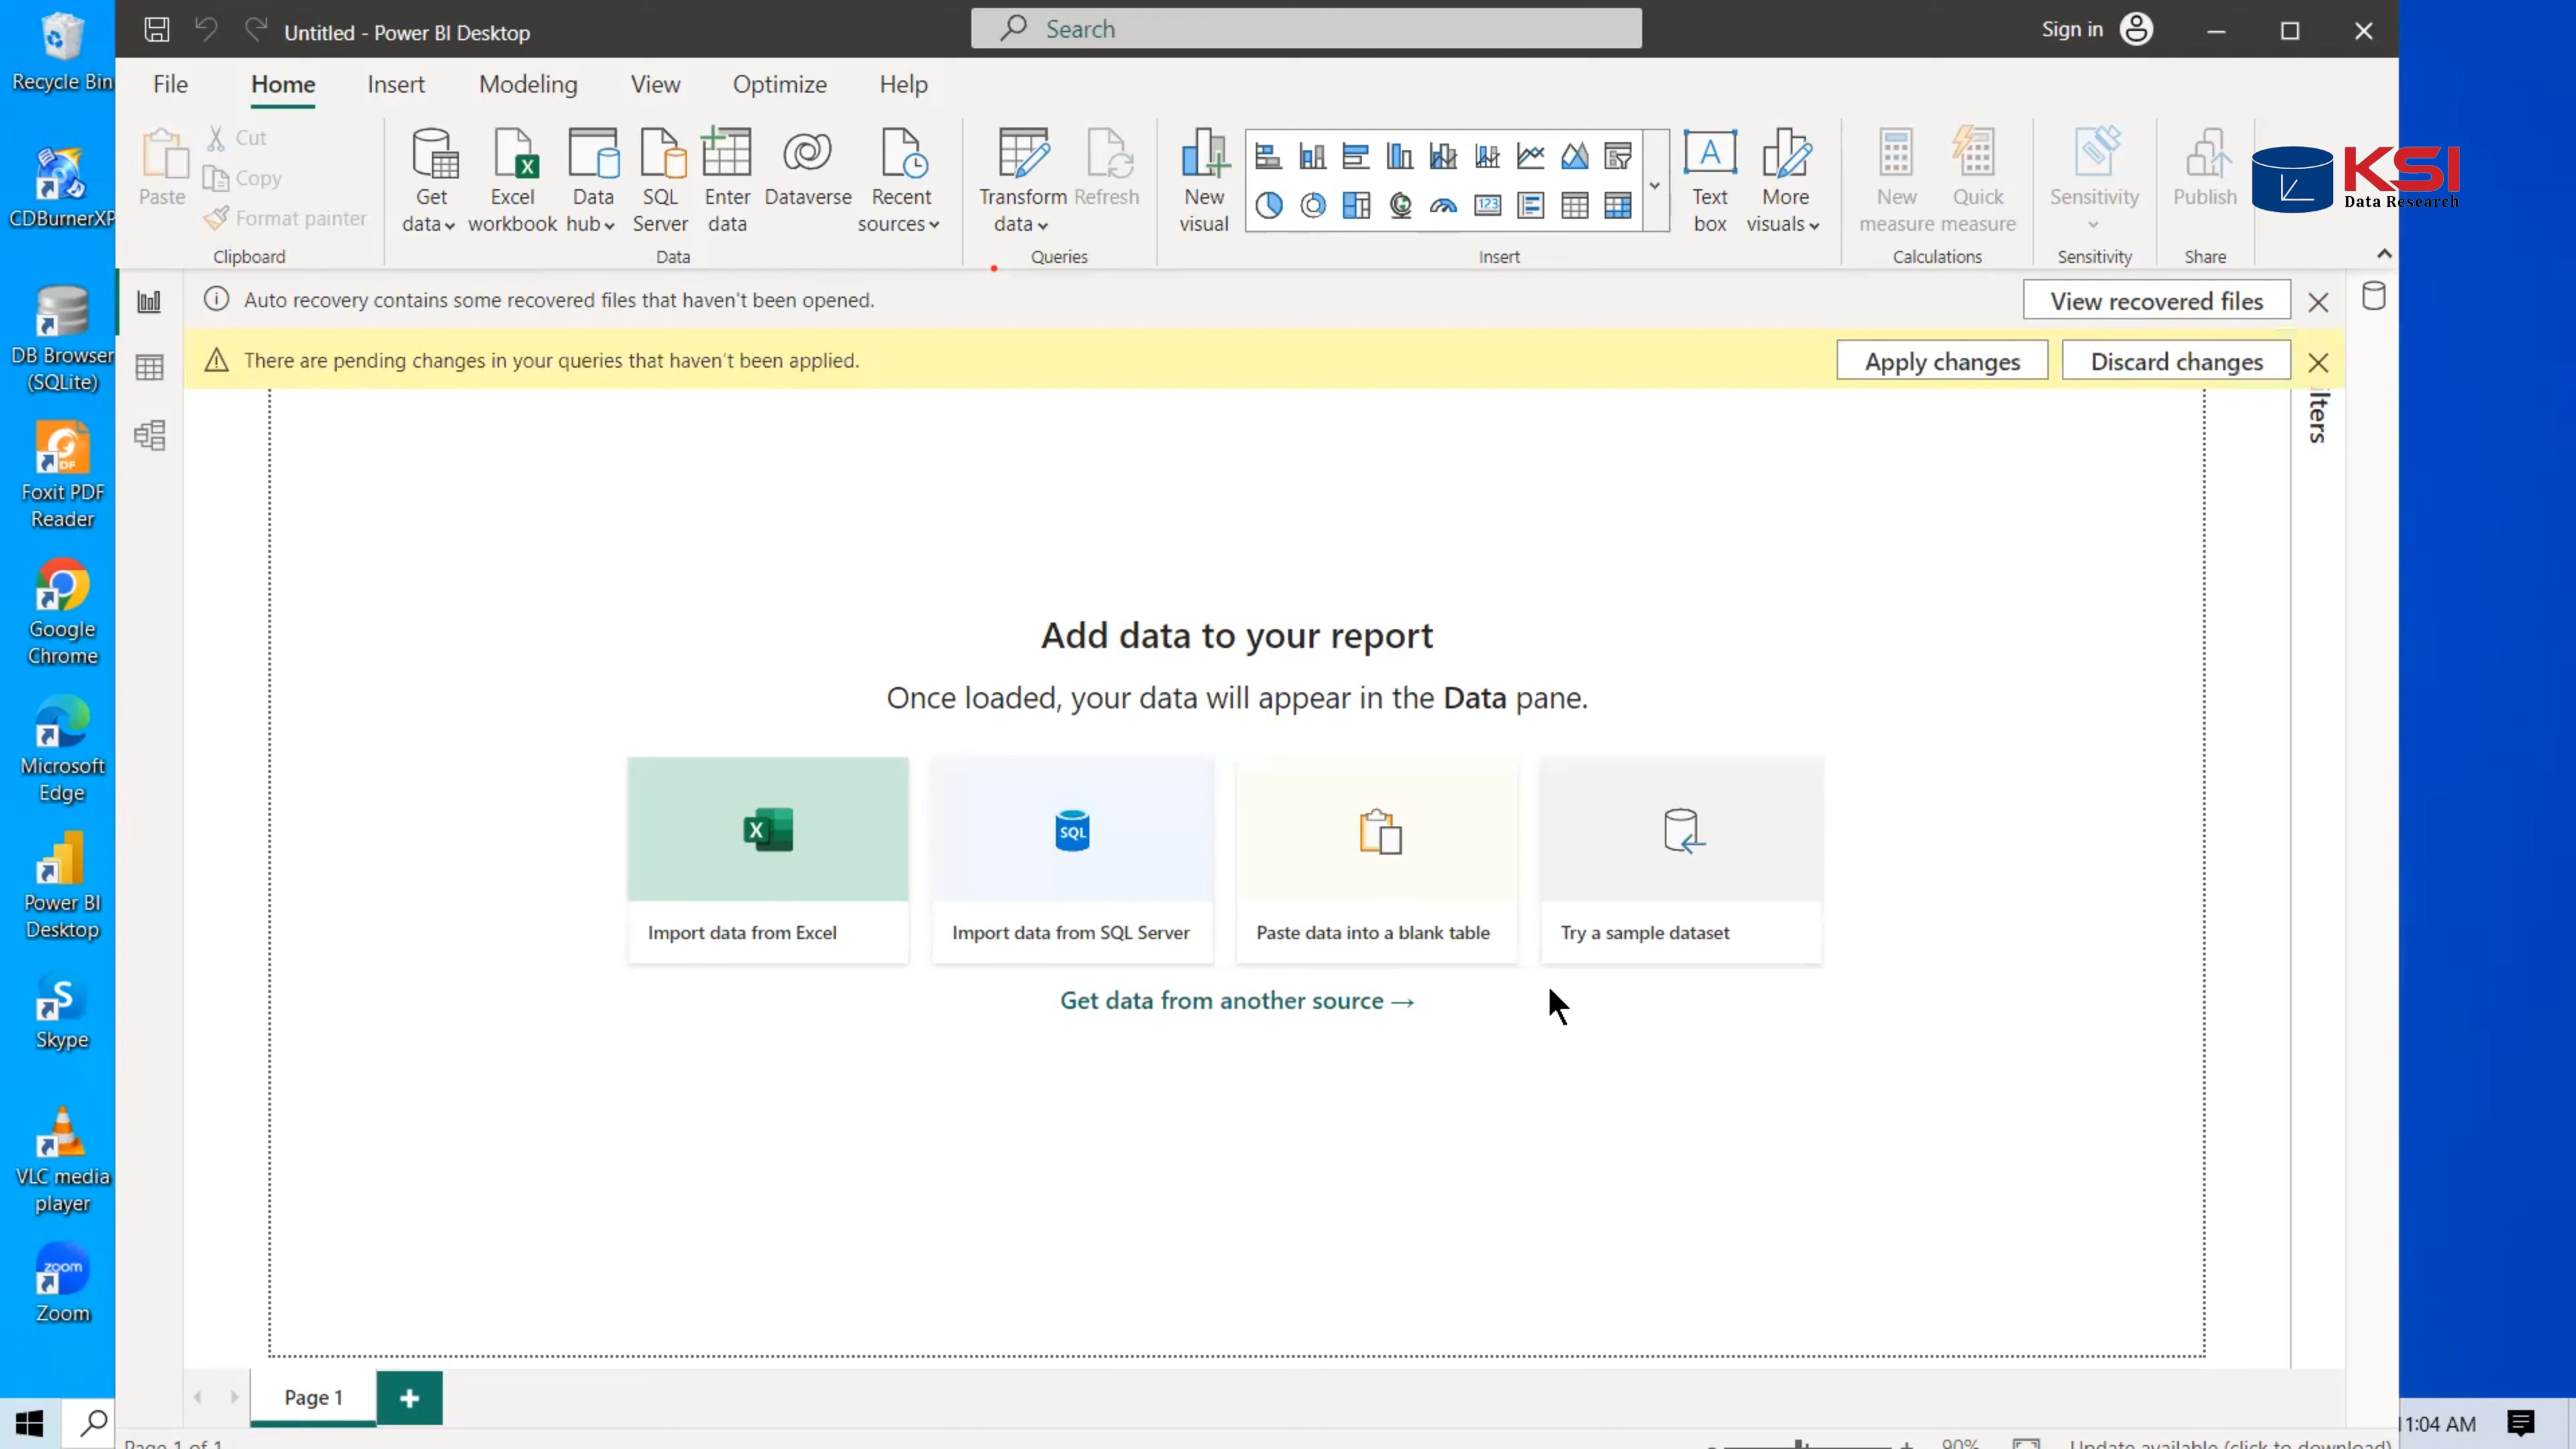 Recycle Bin
CDBurnerXP
DB Browser
(SQLite)
Foxit PDF
Reader
Google
Chrome
Microsoft
Edge
Power BI
Desktop
Skype
VLC media
player
Zoom
Untitled - Power BI Desktop
Search
Sign in
File Home Insert Modeling View Optimize Help
Paste
Cut
Copy
Format painter
Clipboard
Get
data
Excel
workbook
Data
hub
SQL
Server
Enter
data
Dataverse
Recent
sources
Data
Transform
data
Refresh
Queries
New
visual
Insert
Text
box
More
visuals
New
measure
Quick
measure
Calculations
Sensitivity
Sensitivity
Publish
Share
KSI
Data Research
Auto recovery contains some recovered files that haven't been opened.
View recovered files
There are pending changes in your queries that haven't been applied.
Apply changes
Discard changes
Add data to your report
Once loaded, your data will appear in the Data pane.
SQL
Import data from Excel
Import data from SQL Server
Paste data into a blank table
Try a sample dataset
Get data from another source →
Page 1
Page 1 of 1
90%
Update available (click to download)
1:04 AM